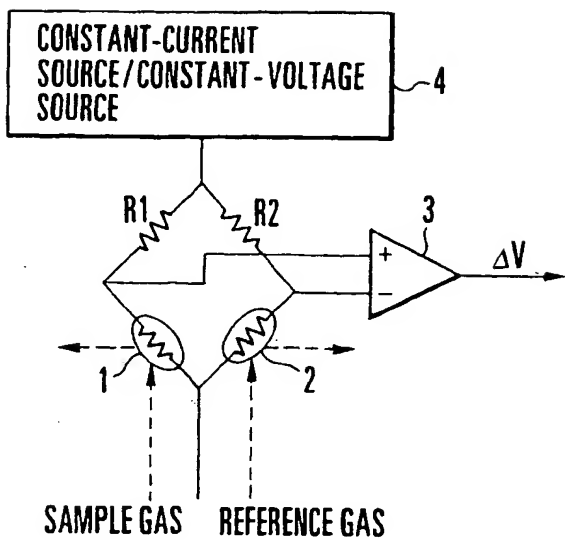 CONSTANT-CURRENT
SOURCE/CONSTANT-VOLTAGE
SOURCE
4
R1
R2
3
+
ΔV
−
1
2
SAMPLE GAS
REFERENCE GAS